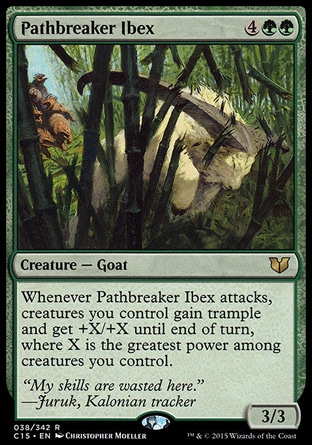 Pathbreaker Ibex 4
Creature — Goat
Whenever Pathbreaker Ibex attacks,
creatures you control gain trample
and get +X/+X until end of turn,
where X is the greatest power among
creatures you control.
“My skills are wasted here.”
—Juruk, Kalonian tracker
3/3
038/342 R
C15 • EN Christopher Moeller
™ & © 2015 Wizards of the Coast